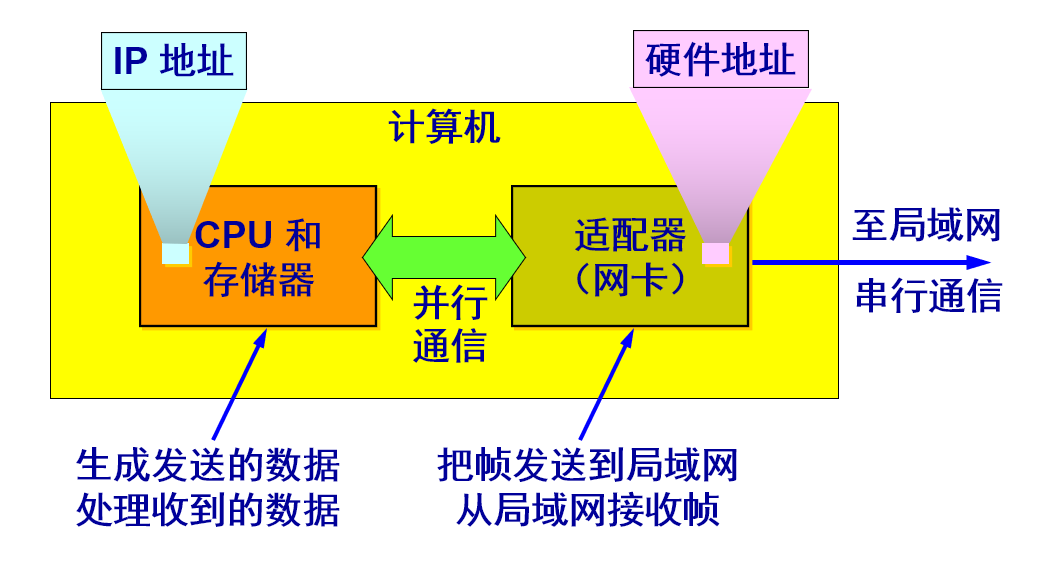 IP 地址
硬件地址
计算机
CPU 和
存储器
适配器
（网卡）
并行
通信
至局域网
串行通信
生成发送的数据
处理收到的数据
把帧发送到局域网
从局域网接收帧